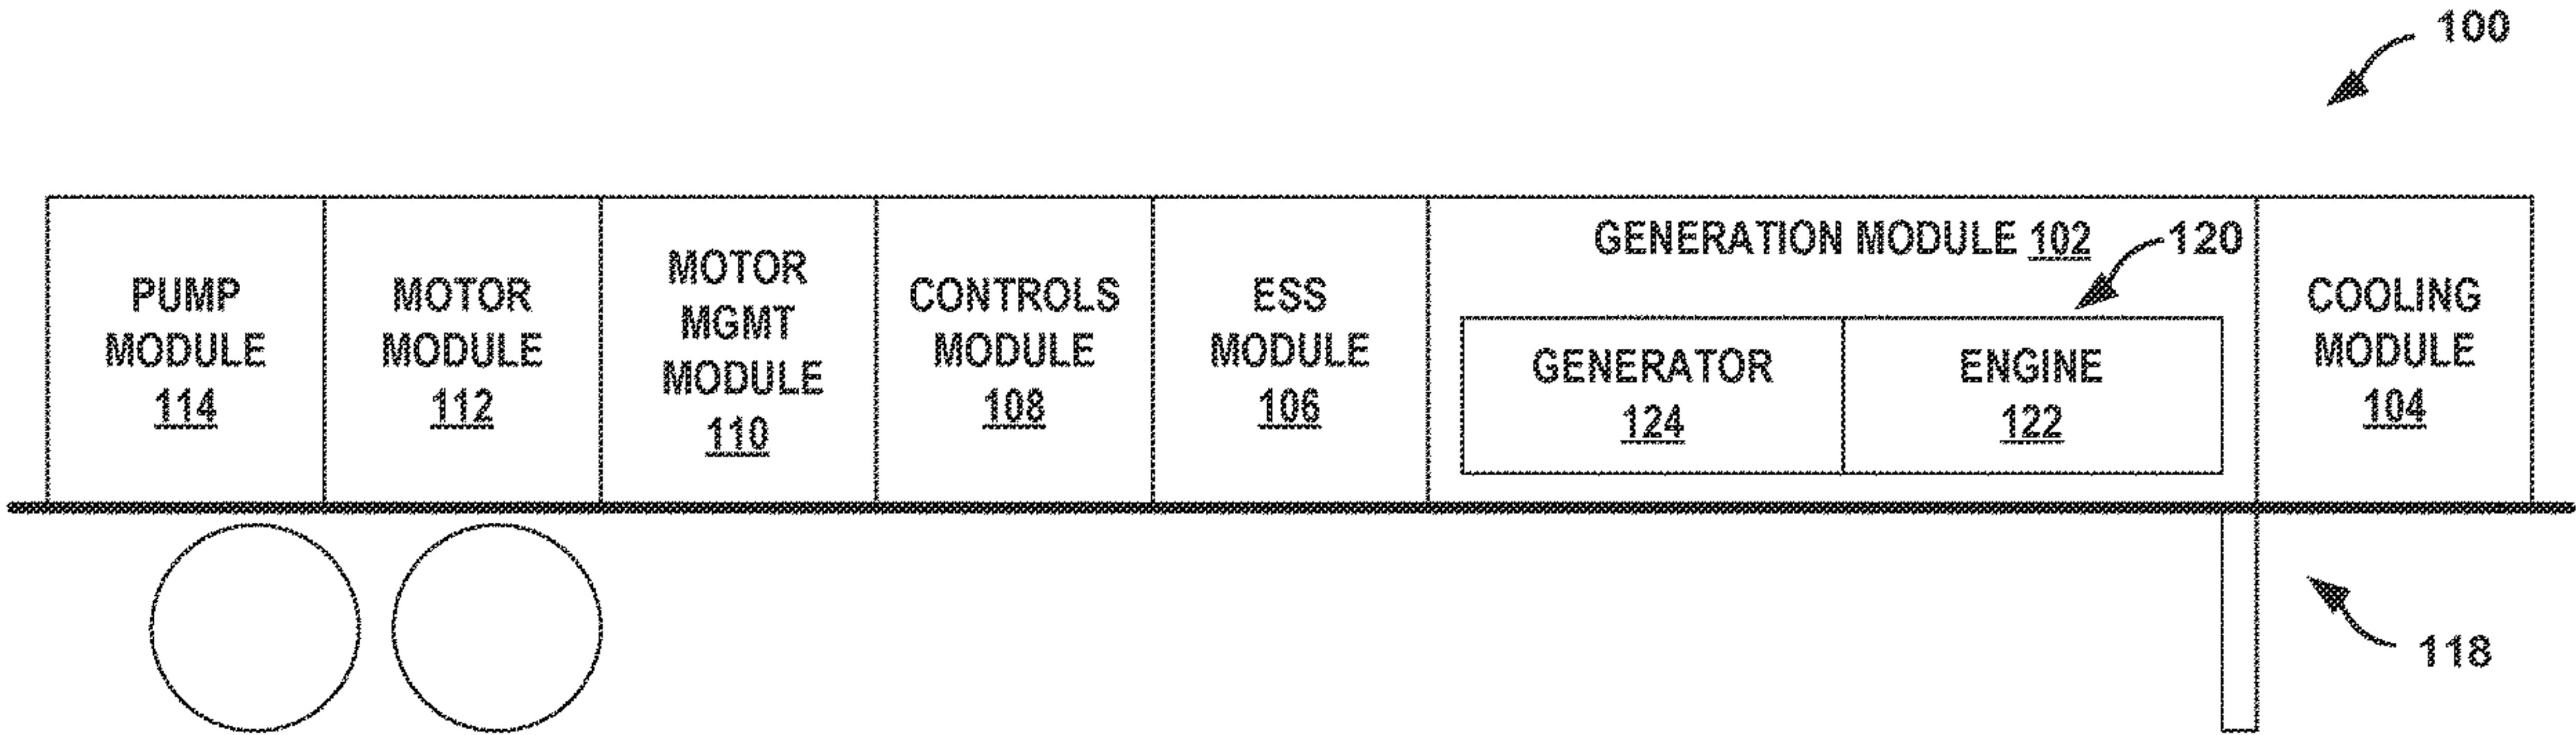 100
PUMP
MODULE
114
MOTOR
MODULE
112
MOTOR
MGMT
MODULE
110
CONTROLS
MODULE
108
ESS
MODULE
106
GENERATION MODULE 102
120
GENERATOR
124
ENGINE
122
COOLING
MODULE
104
118